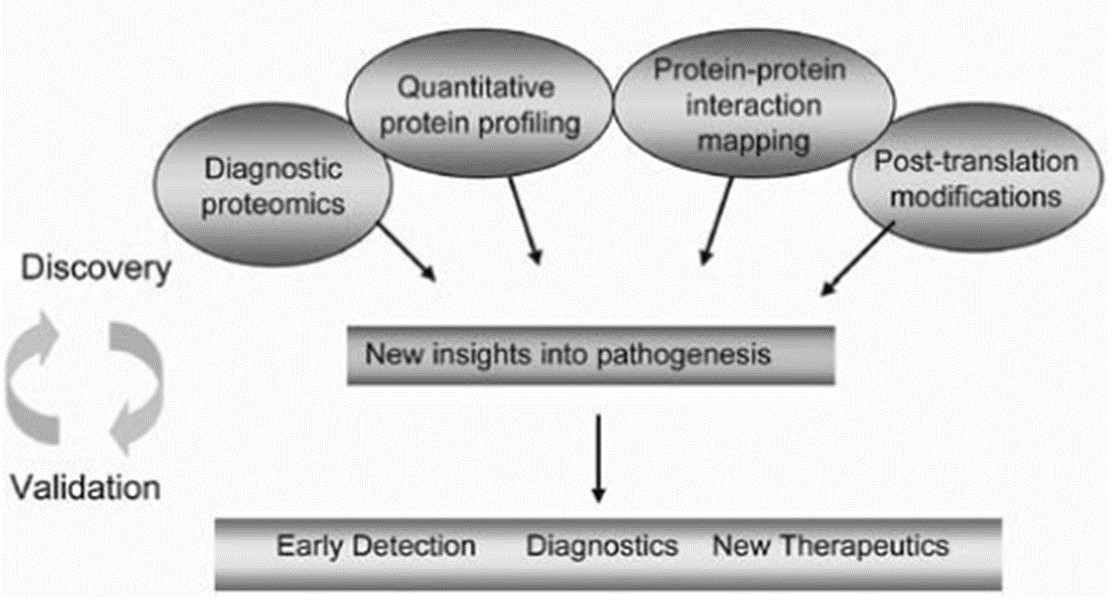 Quantitative
protein profiling
Protein-protein
interaction
mapping
Diagnostic
proteomics
Post-translation
modifications
Discovery
New insights into pathogenesis
Validation
Early Detection Diagnostics New Therapeutics